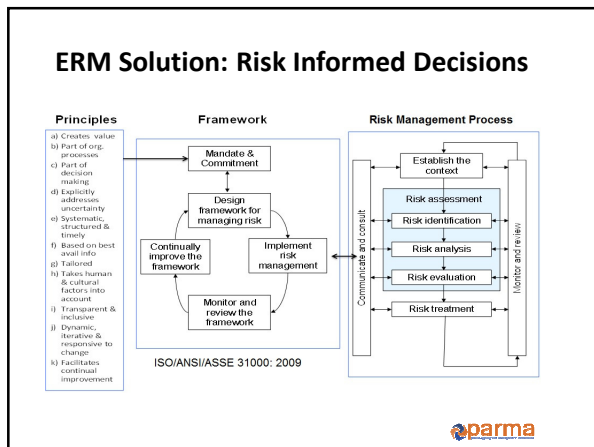 ERM Solution: Risk Informed Decisions
Principles
a) Creates value
b) Part of org.
processes
c) Part of
decision
making
d) Explicitly
addresses
uncertainty
e) Systematic,
structured &
timely
f) Based on best
avail info
g) Tailored
h) Takes human
& cultural
factors into
account
i) Transparent &
inclusive
j) Dynamic,
iterative &
responsive to
change
k) Facilitates
continual
improvement
Framework
Mandate &
Commitment
Design
framework for
managing risk
Continually
improve the
framework
Implement
risk
management
Monitor and
review the
framework
ISO/ANSI/ASSE 31000: 2009
Risk Management Process
Communicate and consult
Establish the
context
Risk assessment
Risk identification
Risk analysis
Risk evaluation
Risk treatment
Monitor and review
parma